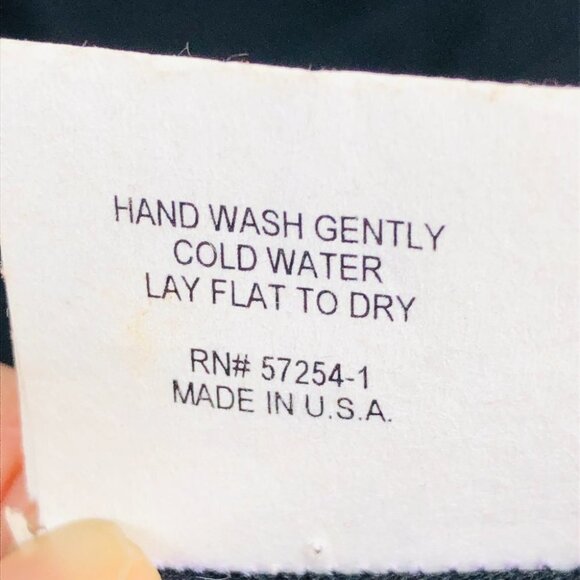 HAND WASH GENTLY
COLD WATER
LAY FLAT TO DRY
RN# 57254-1
MADE IN U.S.A.